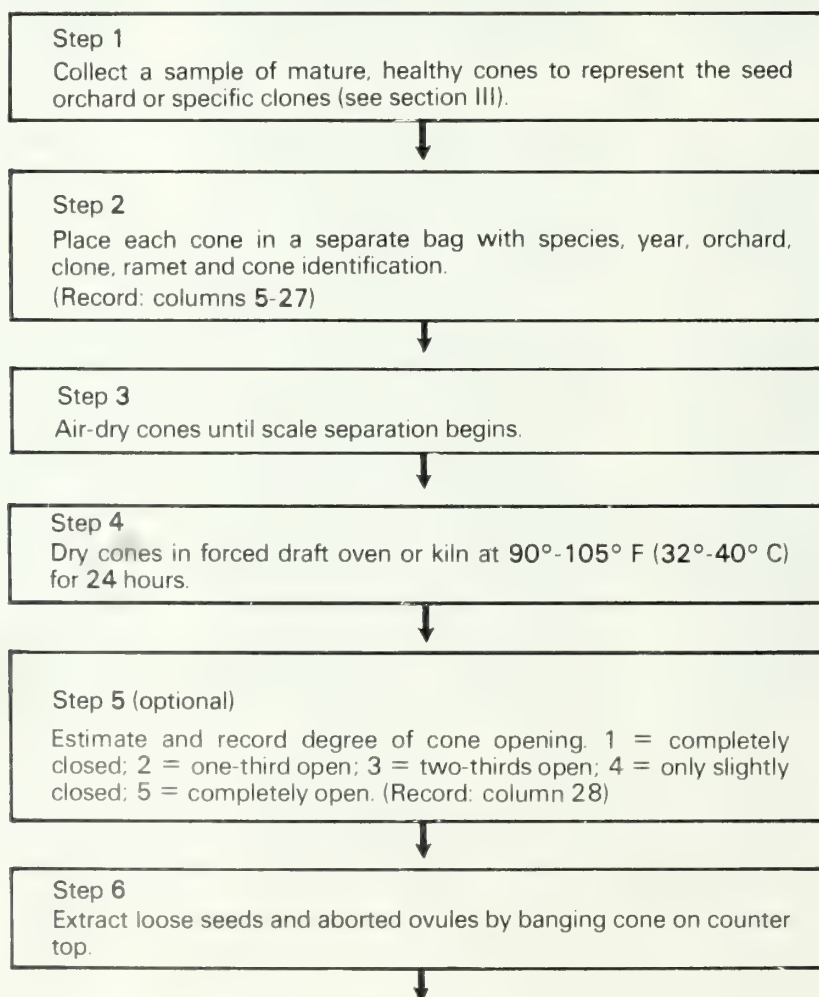 Step 1
Collect a sample of mature, healthy cones to represent the seed
orchard or specific clones (see section III).
Step 2
Place each cone in a separate bag with species, year, orchard,
clone, ramet and cone identification.
(Record: columns 5-27)
Step 3
Air-dry cones until scale separation begins.
Step 4
Dry cones in forced draft oven or kiln at 90°-105° F (32°-40° C)
for 24 hours.
Step 5 (optional)
Estimate and record degree of cone opening. 1 = completely
closed; 2 = one-third open; 3 = two-thirds open; 4 = only slightly
closed; 5 = completely open. (Record: column 28)
Step 6
Extract loose seeds and aborted ovules by banging cone on counter
top.